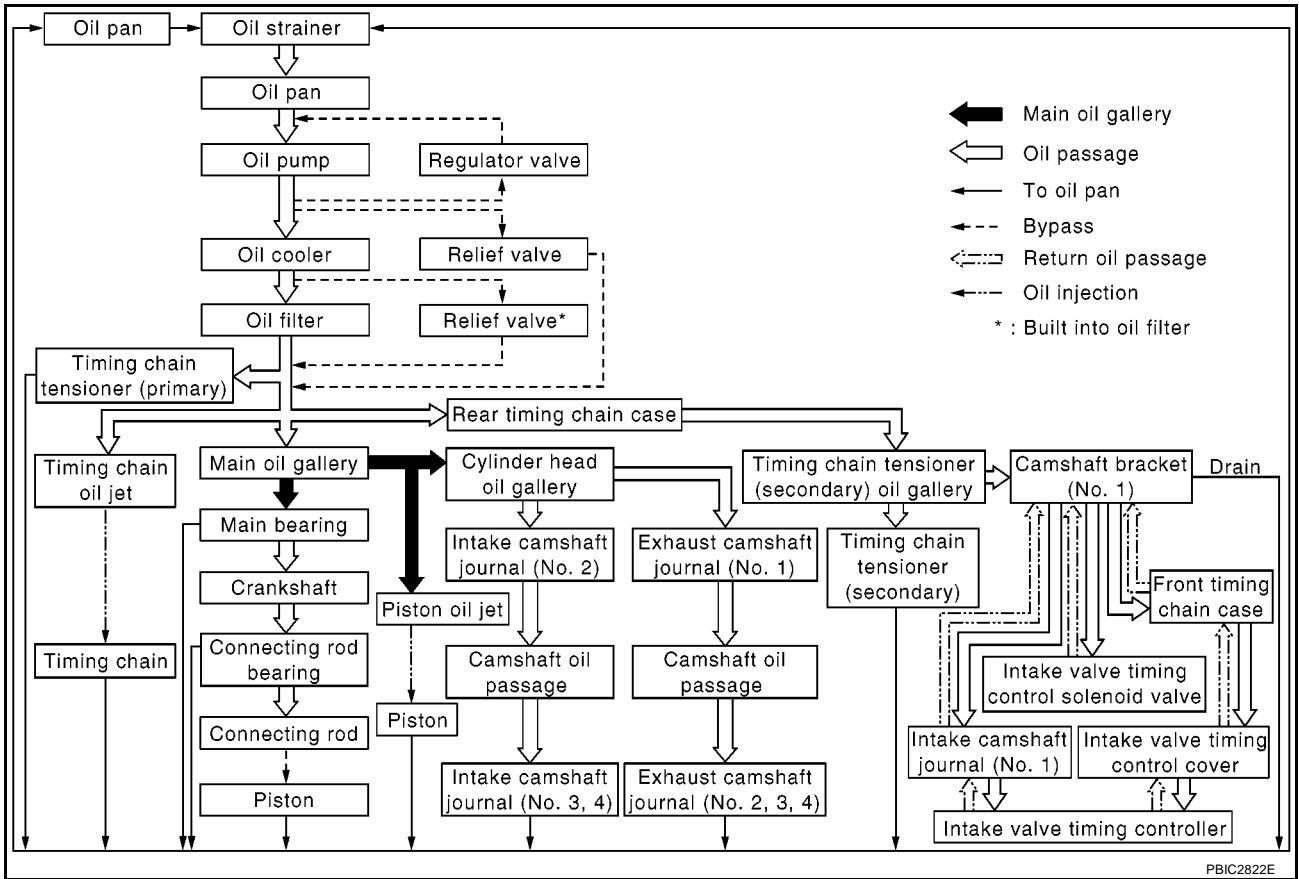 Oil pan
Oil strainer
Oil pan
Oil pump
Regulator valve
Oil cooler
Relief valve
Oil filter
Relief valve*
Main oil gallery
Oil passage
To oil pan
Bypass
Return oil passage
Oil injection
* : Built into oil filter
Timing chain
tensioner (primary)
Rear timing chain case
Timing chain
oil jet
Main oil gallery
Cylinder head
oil gallery
Timing chain tensioner
(secondary) oil gallery
Camshaft bracket
(No. 1)
Drain
Main bearing
Intake camshaft
journal (No. 2)
Exhaust camshaft
journal (No. 1)
Timing chain
tensioner
(secondary)
Crankshaft
Piston oil jet
Front timing
chain case
Timing chain
Connecting rod
bearing
Camshaft oil
passage
Camshaft oil
passage
Intake valve timing
control solenoid valve
Connecting rod
Piston
Intake camshaft
journal (No. 1)
Intake valve timing
control cover
Piston
Intake camshaft
journal (No. 3, 4)
Exhaust camshaft
journal (No. 2, 3, 4)
Intake valve timing controller
PBIC2822E